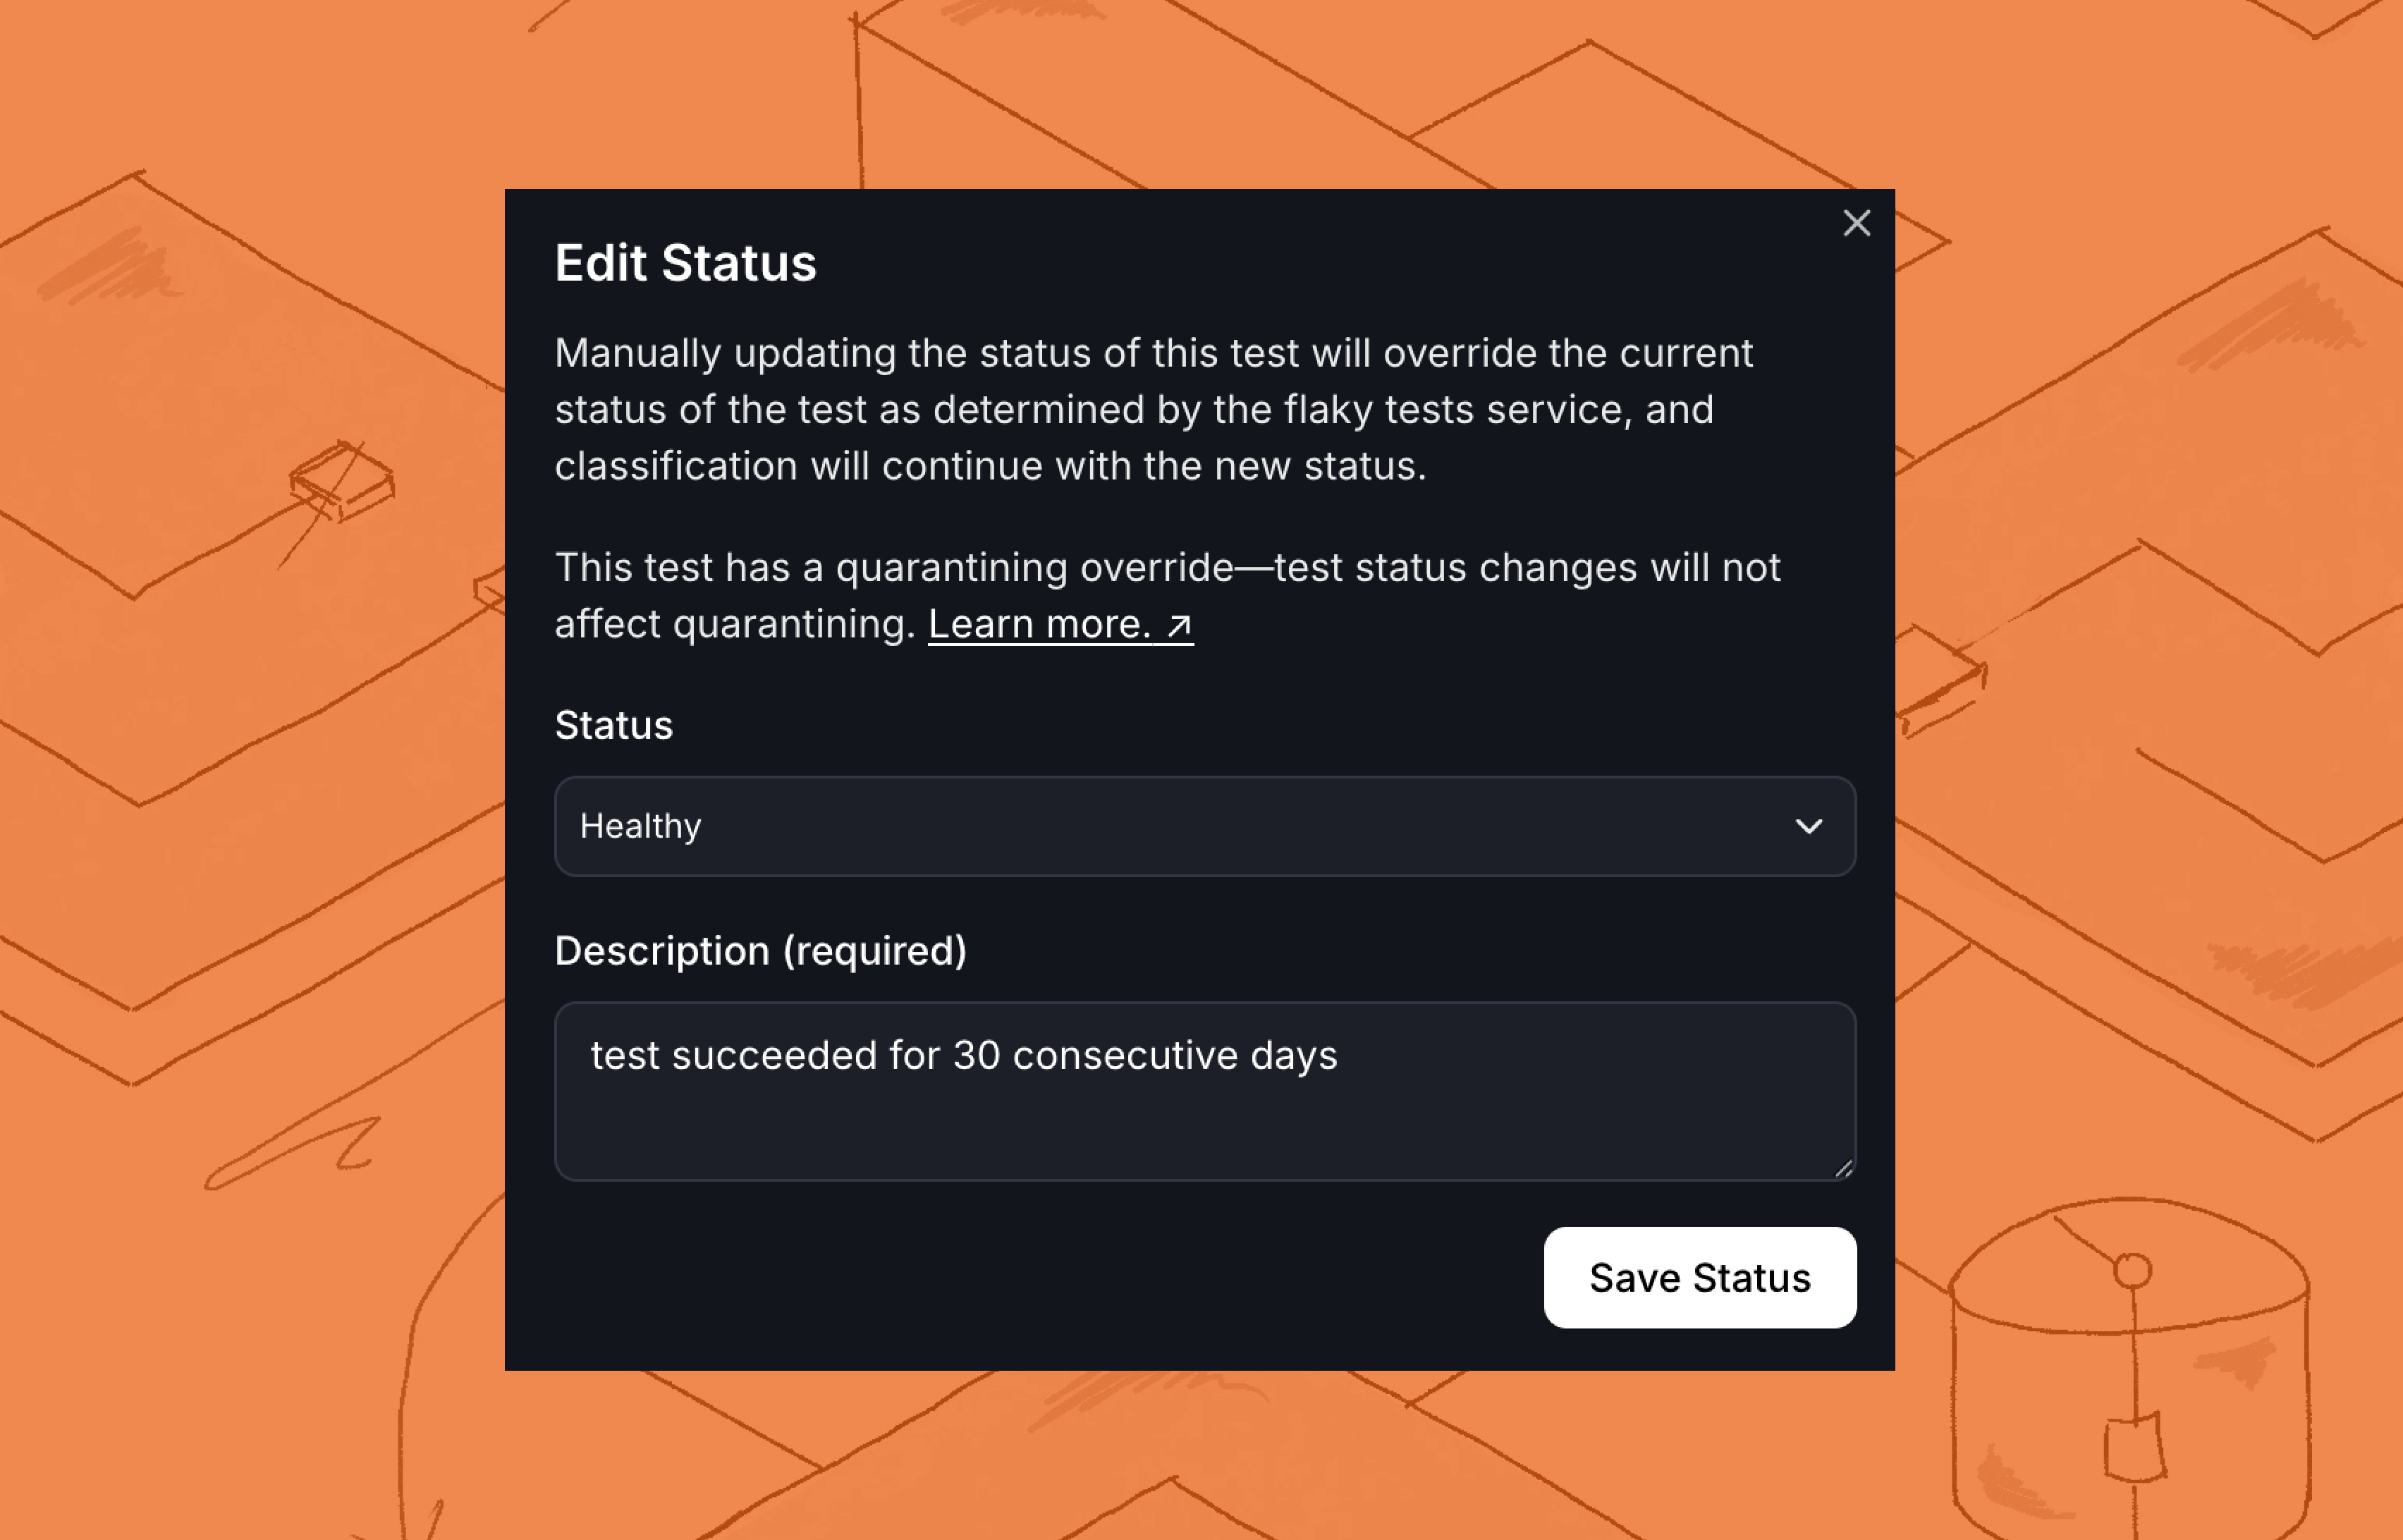 Edit Status
Manually updating the status of this test will override the current
status of the test as determined by the flaky tests service, and
classification will continue with the new status.
This test has a quarantining override—test status changes will not
affect quarantining. Learn more. ↗
Status
Healthy
Description (required)
test succeeded for 30 consecutive days
Save Status